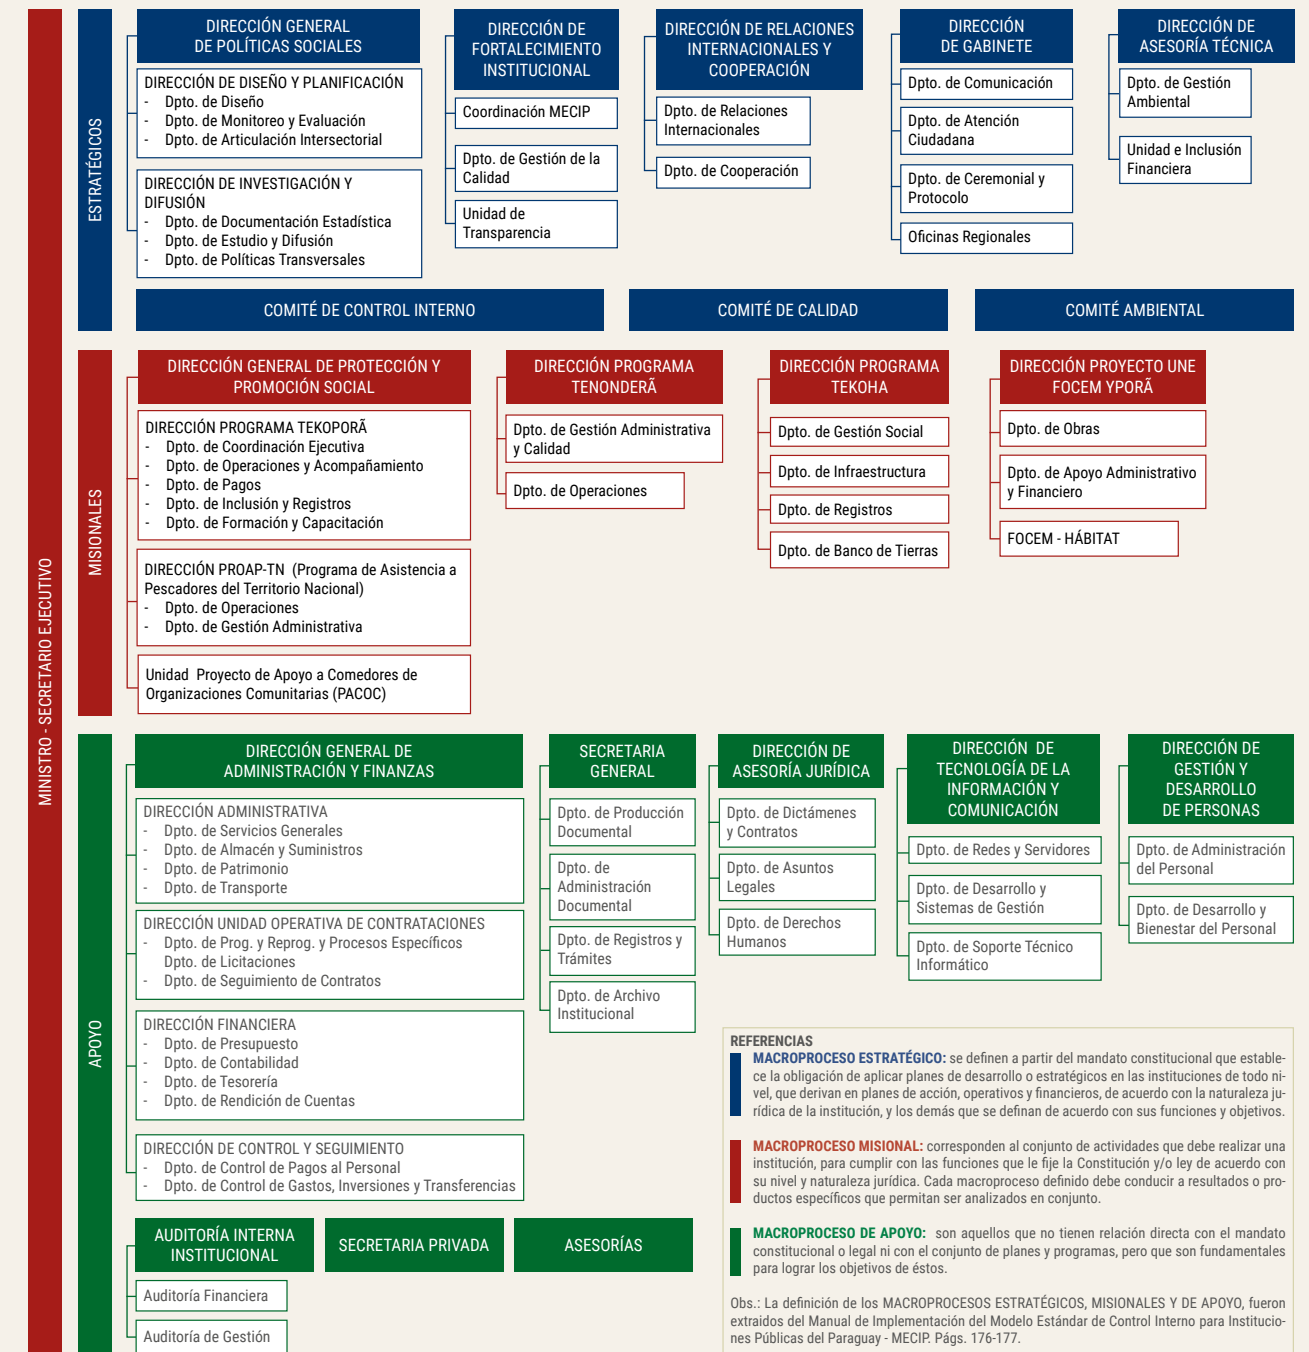 MINISTRO - SECRETARIO EJECUTIVO
ESTRATÉGICOS
DIRECCIÓN GENERAL
DE POLÍTICAS SOCIALES
DIRECCIÓN DE DISEÑO Y PLANIFICACIÓN
- Dpto. de Diseño
- Dpto. de Monitoreo y Evaluación
- Dpto. de Articulación Intersectorial
DIRECCIÓN DE INVESTIGACIÓN Y
DIFUSIÓN
- Dpto. de Documentación Estadística
- Dpto. de Estudio y Difusión
- Dpto. de Políticas Transversales
DIRECCIÓN DE
FORTALECIMIENTO
INSTITUCIONAL
Coordinación MECIP
Dpto. de Gestión de la
Calidad
Unidad de
Transparencia
DIRECCIÓN DE RELACIONES
INTERNACIONALES Y
COOPERACIÓN
Dpto. de Relaciones
Internacionales
Dpto. de Cooperación
DIRECCIÓN
DE GABINETE
Dpto. de Comunicación
Dpto. de Atención
Ciudadana
Dpto. de Ceremonial y
Protocolo
Oficinas Regionales
DIRECCIÓN DE
ASESORÍA TÉCNICA
Dpto. de Gestión
Ambiental
Unidad e Inclusión
Financiera
COMITÉ DE CONTROL INTERNO
COMITÉ DE CALIDAD
COMITÉ AMBIENTAL
MISIONALES
DIRECCIÓN GENERAL DE PROTECCIÓN Y
PROMOCIÓN SOCIAL
DIRECCIÓN PROGRAMA TEKOPORÃ
- Dpto. de Coordinación Ejecutiva
- Dpto. de Operaciones y Acompañamiento
- Dpto. de Pagos
- Dpto. de Inclusión y Registros
- Dpto. de Formación y Capacitación
DIRECCIÓN PROAP-TN (Programa de Asistencia a
Pescadores del Territorio Nacional)
- Dpto. de Operaciones
- Dpto. de Gestión Administrativa
Unidad Proyecto de Apoyo a Comedores de
Organizaciones Comunitarias (PACOC)
DIRECCIÓN PROGRAMA
TENONDERÃ
Dpto. de Gestión Administrativa
y Calidad
Dpto. de Operaciones
DIRECCIÓN PROGRAMA
TEKOHA
Dpto. de Gestión Social
Dpto. de Infraestructura
Dpto. de Registros
Dpto. de Banco de Tierras
DIRECCIÓN PROYECTO UNE
FOCEM YPORÃ
Dpto. de Obras
Dpto. de Apoyo Administrativo
y Financiero
FOCEM - HÁBITAT
APOYO
DIRECCIÓN GENERAL DE
ADMINISTRACIÓN Y FINANZAS
DIRECCIÓN ADMINISTRATIVA
- Dpto. de Servicios Generales
- Dpto. de Almacén y Suministros
- Dpto. de Patrimonio
- Dpto. de Transporte
DIRECCIÓN UNIDAD OPERATIVA DE CONTRATACIONES
- Dpto. de Prog. y Reprog. y Procesos Específicos
Dpto. de Licitaciones
- Dpto. de Seguimiento de Contratos
DIRECCIÓN FINANCIERA
- Dpto. de Presupuesto
- Dpto. de Contabilidad
- Dpto. de Tesorería
- Dpto. de Rendición de Cuentas
DIRECCIÓN DE CONTROL Y SEGUIMIENTO
- Dpto. de Control de Pagos al Personal
- Dpto. de Control de Gastos, Inversiones y Transferencias
SECRETARIA
GENERAL
Dpto. de Producción
Documental
Dpto. de
Administración
Documental
Dpto. de Registros y
Trámites
Dpto. de Archivo
Institucional
DIRECCIÓN DE
ASESORÍA JURÍDICA
Dpto. de Dictámenes
y Contratos
Dpto. de Asuntos
Legales
Dpto. de Derechos
Humanos
DIRECCIÓN DE
TECNOLOGÍA DE LA
INFORMACIÓN Y
COMUNICACIÓN
Dpto. de Redes y Servidores
Dpto. de Desarrollo y
Sistemas de Gestión
Dpto. de Soporte Técnico
Informático
DIRECCIÓN DE
GESTIÓN Y
DESARROLLO
DE PERSONAS
Dpto. de Administración
del Personal
Dpto. de Desarrollo y
Bienestar del Personal
AUDITORÍA INTERNA
INSTITUCIONAL
Auditoría Financiera
Auditoría de Gestión
SECRETARIA PRIVADA
ASESORÍAS
REFERENCIAS
MACROPROCESO ESTRATÉGICO: se definen a partir del mandato constitucional que estable-
ce la obligación de aplicar planes de desarrollo o estratégicos en las instituciones de todo ni-
vel, que derivan en planes de acción, operativos y financieros, de acuerdo con la naturaleza ju-
rídica de la institución, y los demás que se definan de acuerdo con sus funciones y objetivos.
MACROPROCESO MISIONAL: corresponden al conjunto de actividades que debe realizar una
institución, para cumplir con las funciones que le fije la Constitución y/o ley de acuerdo con
su nivel y naturaleza jurídica. Cada macroproceso definido debe conducir a resultados o pro-
ductos específicos que permitan ser analizados en conjunto.
MACROPROCESO DE APOYO: son aquellos que no tienen relación directa con el mandato
constitucional o legal ni con el conjunto de planes y programas, pero que son fundamentales
para lograr los objetivos de éstos.
Obs.: La definición de los MACROPROCESOS ESTRATÉGICOS, MISIONALES Y DE APOYO, fueron
extraidos del Manual de Implementación del Modelo Estándar de Control Interno para Institucio-
nes Públicas del Paraguay - MECIP. Págs. 176-177.